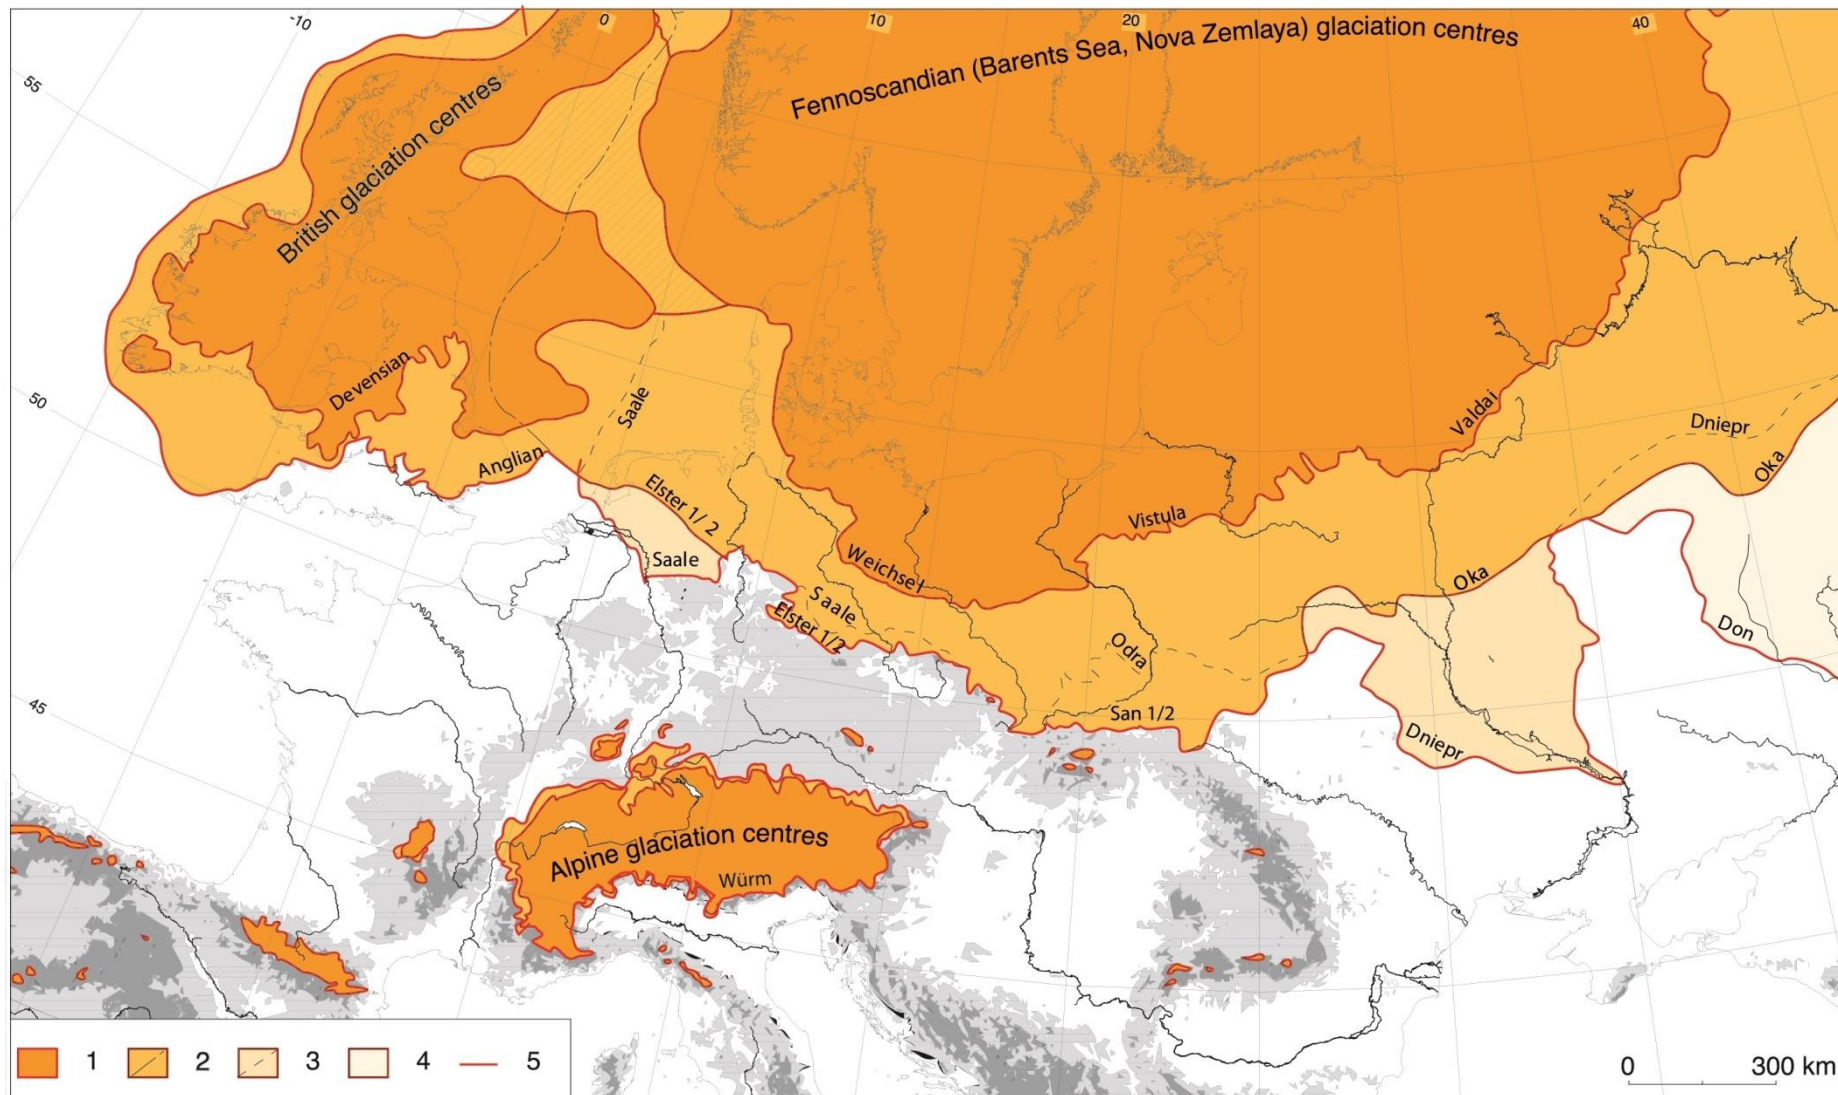 -10
0
10
20
40
Fennoscandian (Barents Sea, Nova Zemlaya) glaciation centres
55
British glaciation centres
50
Devensian
Saale
Valdai
Dniepr
Anglian
Oka
Elster 1/ 2
Vistula
Saale
Weichsel
Oka
Saale
Elster 1/2
Odra
Don
45
San 1/2
Dniepr
Alpine glaciation centres
Würm
1 2 3 4 5
0 300 km